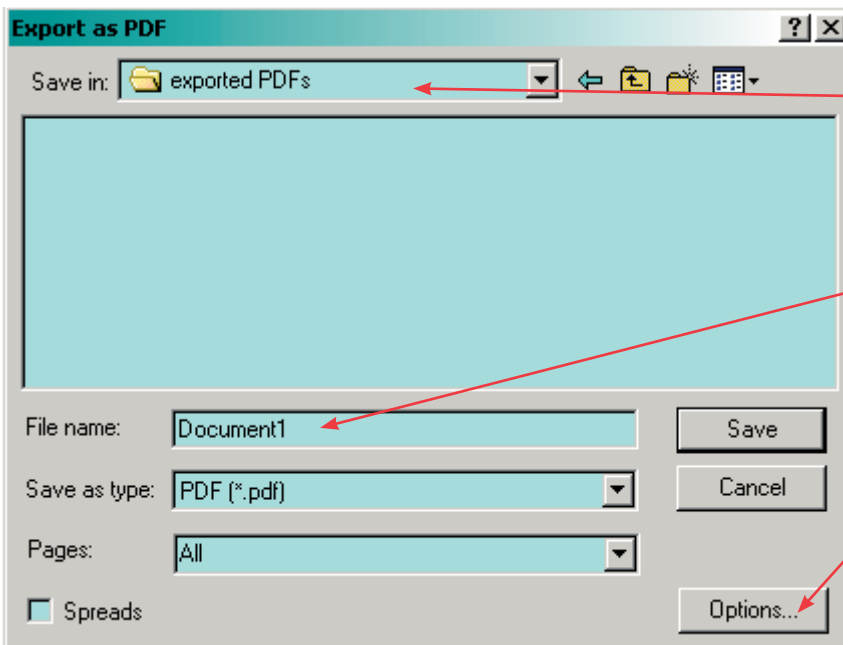 Export as PDF
Save in: exported PDFs
File name: Document1
Save
Save as type: PDF (*.pdf)
Cancel
Pages: All
Spreads
Options...